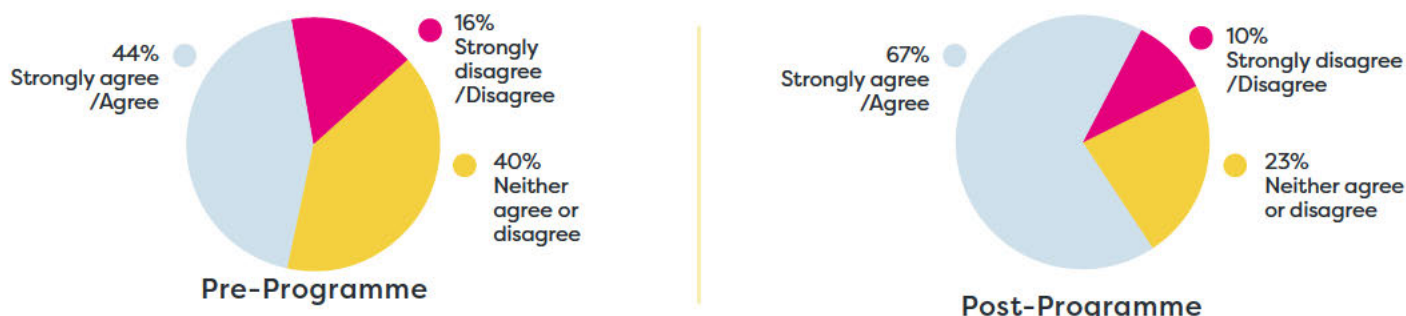 44%
Strongly agree
/Agree
16%
Strongly
disagree
/Disagree
40%
Neither
agree or
disagree
Pre-Programme
67%
Strongly agree
/Agree
10%
Strongly disagree
/Disagree
23%
Neither agree
or disagree
Post-Programme